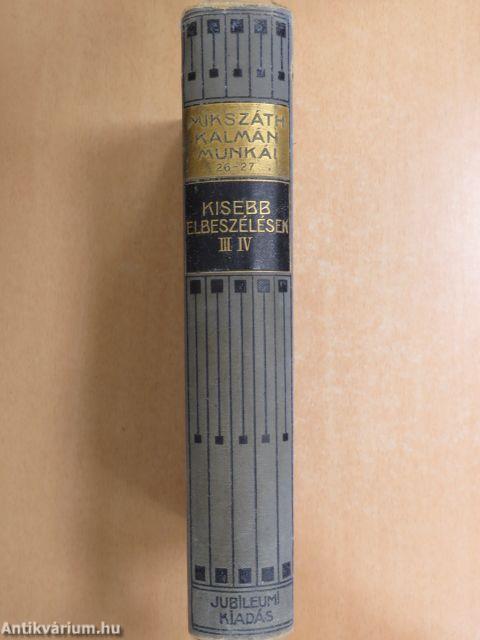 MIKSZÁTH
KÁLMÁN
MUNKÁI
26-27
KISEBB
ELBESZÉLÉSEK
III IV
JUBILEUMI
KIADÁS
Antikvárium.hu